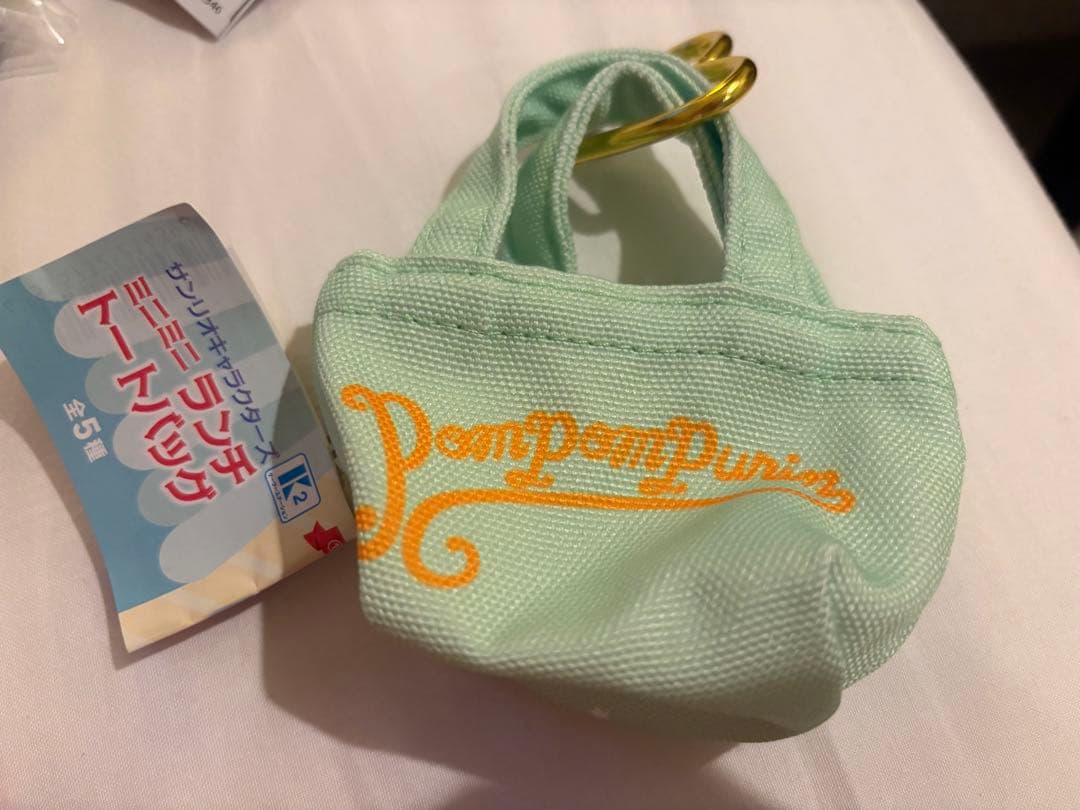 サンリオキャラクターズ
ミニミニ ランチ
トートバッグ
全5種
K2
PomPomPurin